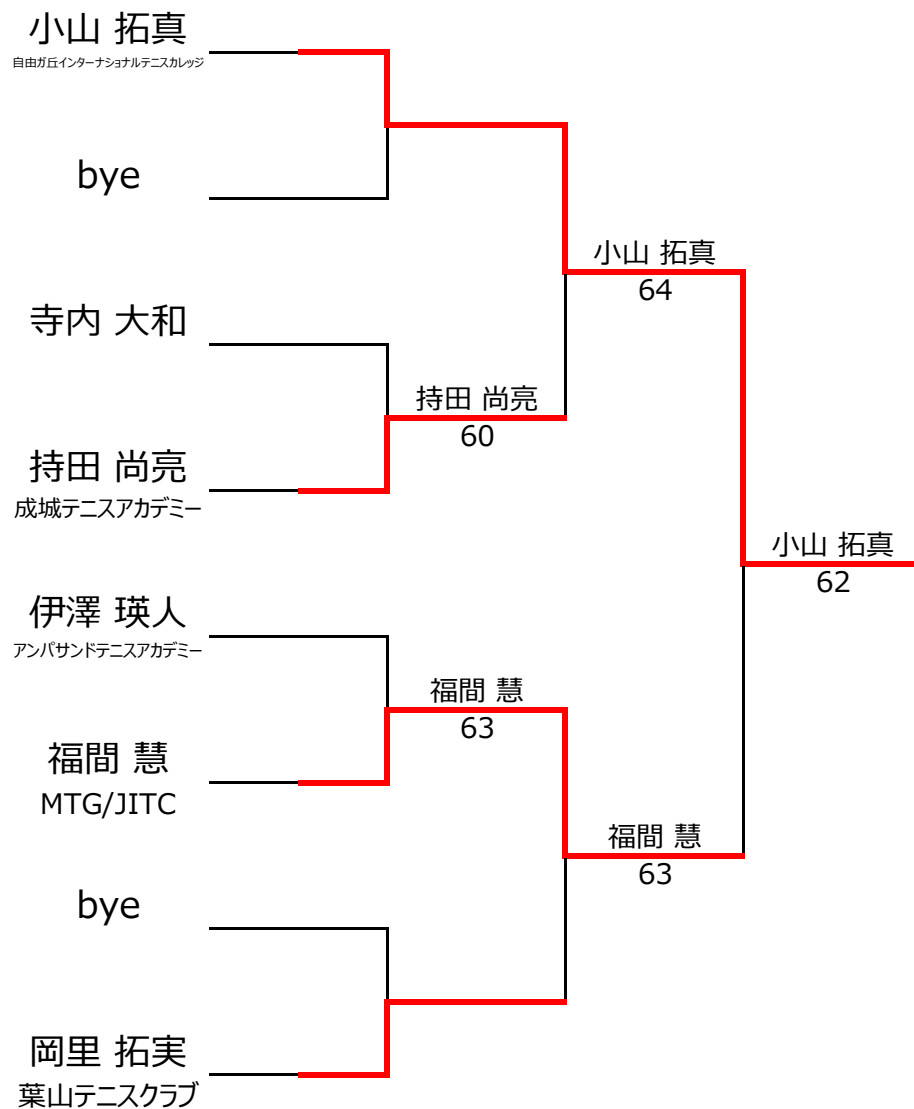 小山 拓真
自由ガ丘インターナショナルテニスカレッジ
bye
小山 拓真
64
寺内 大和
持田 尚亮
60
持田 尚亮
成城テニスアカデミー
小山 拓真
62
伊澤 瑛人
アンパサンドテニスアカデミー
福間 慧
63
福間 慧
MTG/JITC
福間 慧
63
bye
岡里 拓実
葉山テニスクラブ